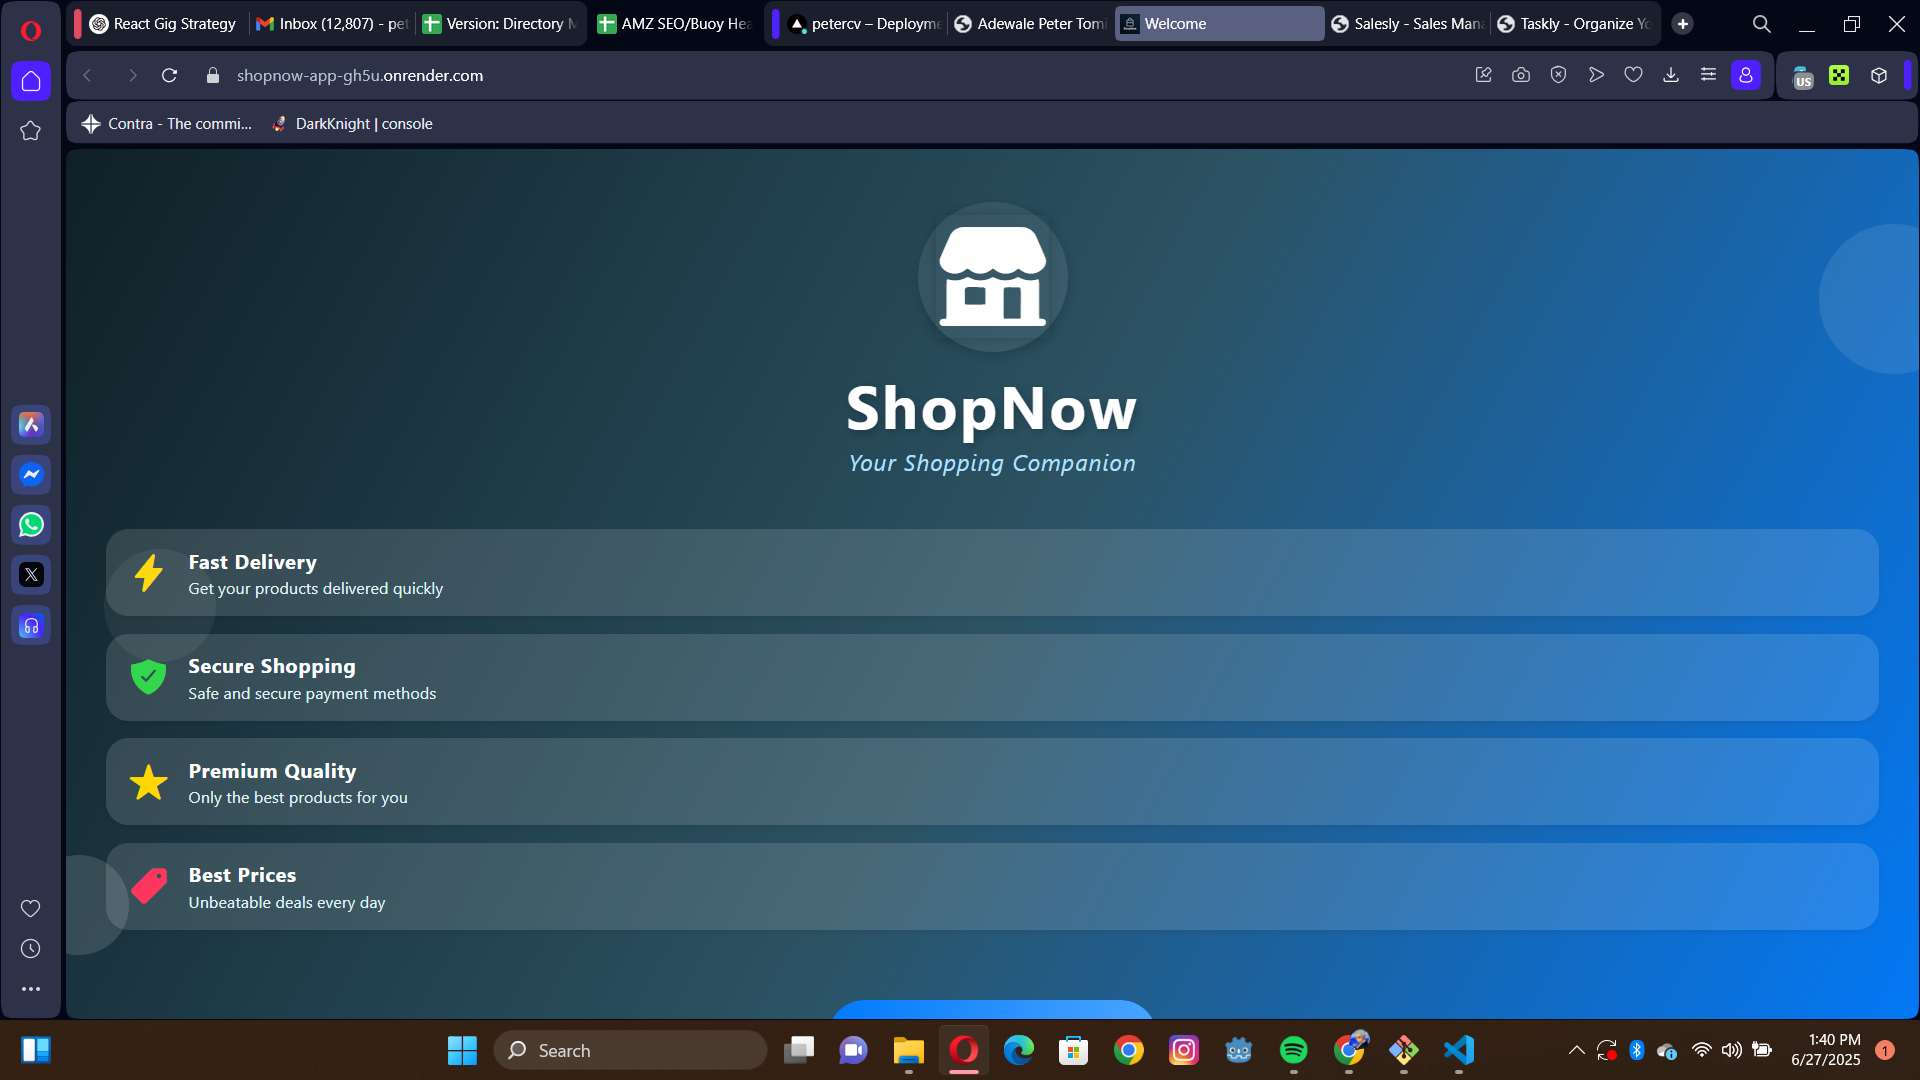 React Gig Strategy
Inbox (12,807) - pet
Version: Directory M
AMZ SEO/Buoy Hea
petercv – Deployme
Adewale Peter Tomi
Welcome
Salesly - Sales Mana
Taskly - Organize Yo
shopnow-app-gh5u.onrender.com
US
Contra - The commi...
DarkKnight | console
ShopNow
Your Shopping Companion
Fast Delivery
Get your products delivered quickly
Secure Shopping
Safe and secure payment methods
Premium Quality
Only the best products for you
Best Prices
Unbeatable deals every day
Search
1:40 PM
6/27/2025
1